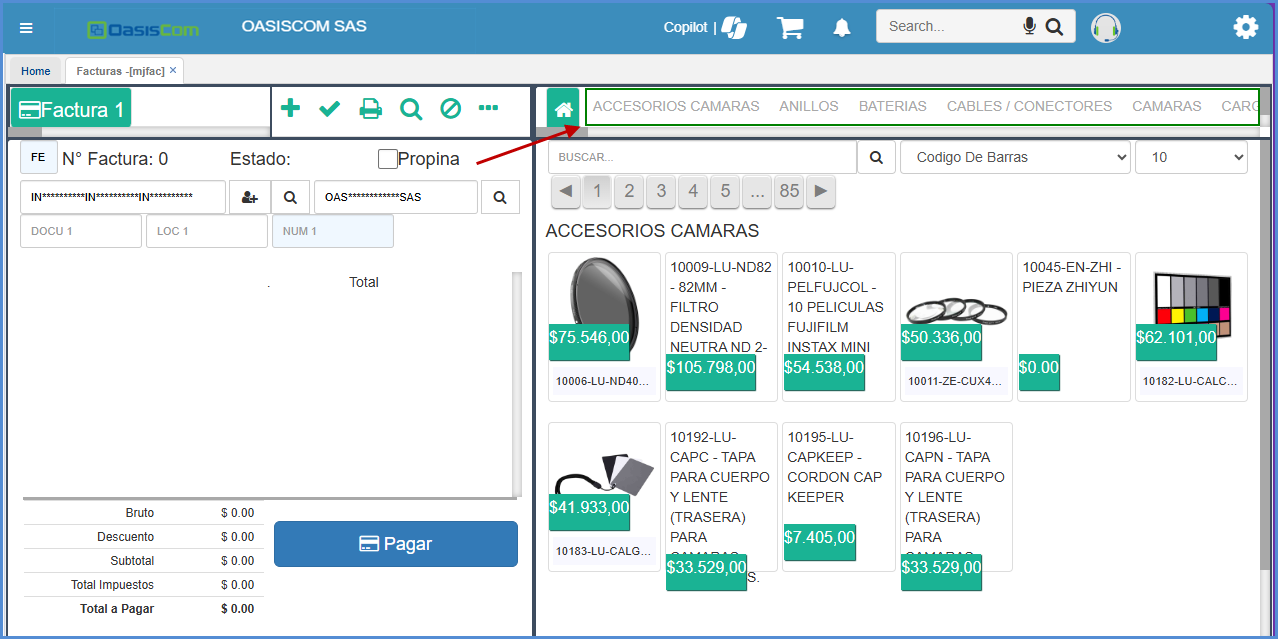 OasisCom
OASISCOM SAS
Copilot |
Search...
Home
Facturas -[mjfac] ×
Factura 1
ACCESORIOS CAMARAS
ANILLOS
BATERIAS
CABLES / CONECTORES
CAMARAS
CARG
FE
N° Factura: 0
Estado:
Propina
BUSCAR...
Codigo De Barras
10
IN**********IN**********IN**********
OAS************SAS
◀ 1 2 3 4 5 ... 85 ▶
DOCU 1
LOC 1
NUM 1
ACCESORIOS CAMARAS
.
Total
$75.546,00
10006-LU-ND40...
10009-LU-ND82
- 82MM -
FILTRO
DENSIDAD
NEUTRA ND 2-
$105.798,00
10010-LU-
PELFUJCOL -
10 PELICULAS
FUJIFILM
INSTAX MINI
$54.538,00
$50.336,00
10011-ZE-CUX4...
10045-EN-ZHI -
PIEZA ZHIYUN
$0.00
$62.101,00
10182-LU-CALC...
$41.933,00
10183-LU-CALG...
10192-LU-
CAPC - TAPA
PARA CUERPO
Y LENTE
(TRASERA)
PARA
CAMARAS
$33.529,00
S.
10195-LU-
CAPKEEP -
CORDON CAP
KEEPER
$7.405,00
10196-LU-
CAPN - TAPA
PARA CUERPO
Y LENTE
(TRASERA)
PARA
CAMARAS
$33.529,00
Bruto $ 0.00
Descuento $ 0.00
Subtotal $ 0.00
Total Impuestos $ 0.00
Total a Pagar $ 0.00
Pagar